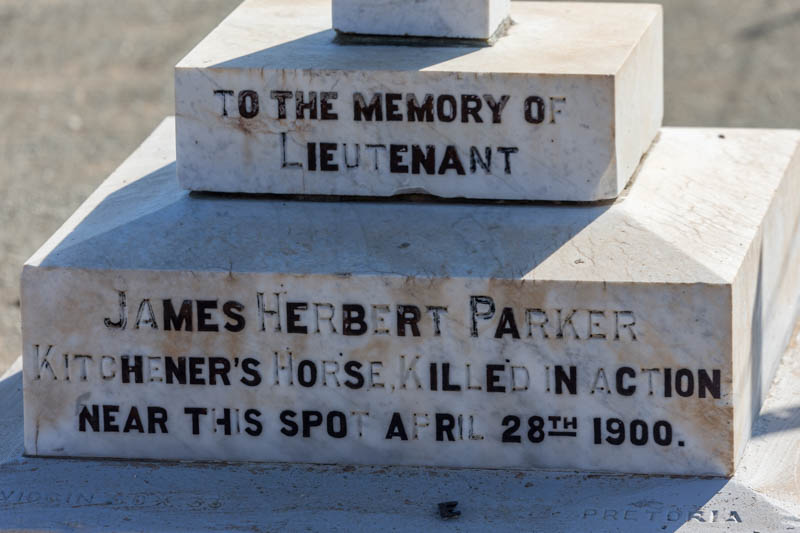 TO THE MEMORY OF
LIEUTENANT
JAMES HERBERT PARKER
KITCHENER'S HORSE, KILLED IN ACTION
NEAR THIS SPOT APRIL 28TH 1900.
PRETORIA